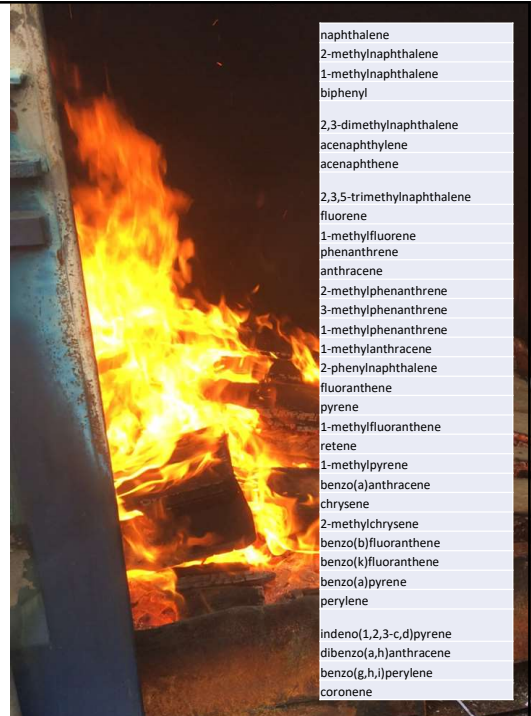 naphthalene
2-methylnaphthalene
1-methylnaphthalene
biphenyl
2,3-dimethylnaphthalene
acenaphthylene
acenaphthene
2,3,5-trimethylnaphthalene
fluorene
1-methylfluorene
phenanthrene
anthracene
2-methylphenanthrene
3-methylphenanthrene
1-methylphenanthrene
1-methylanthracene
2-phenylnaphthalene
fluoranthene
pyrene
1-methylfluoranthene
retene
1-methylpyrene
benzo(a)anthracene
chrysene
2-methylchrysene
benzo(b)fluoranthene
benzo(k)fluoranthene
benzo(a)pyrene
perylene
indeno(1,2,3-c,d)pyrene
dibenzo(a,h)anthracene
benzo(g,h,i)perylene
coronene